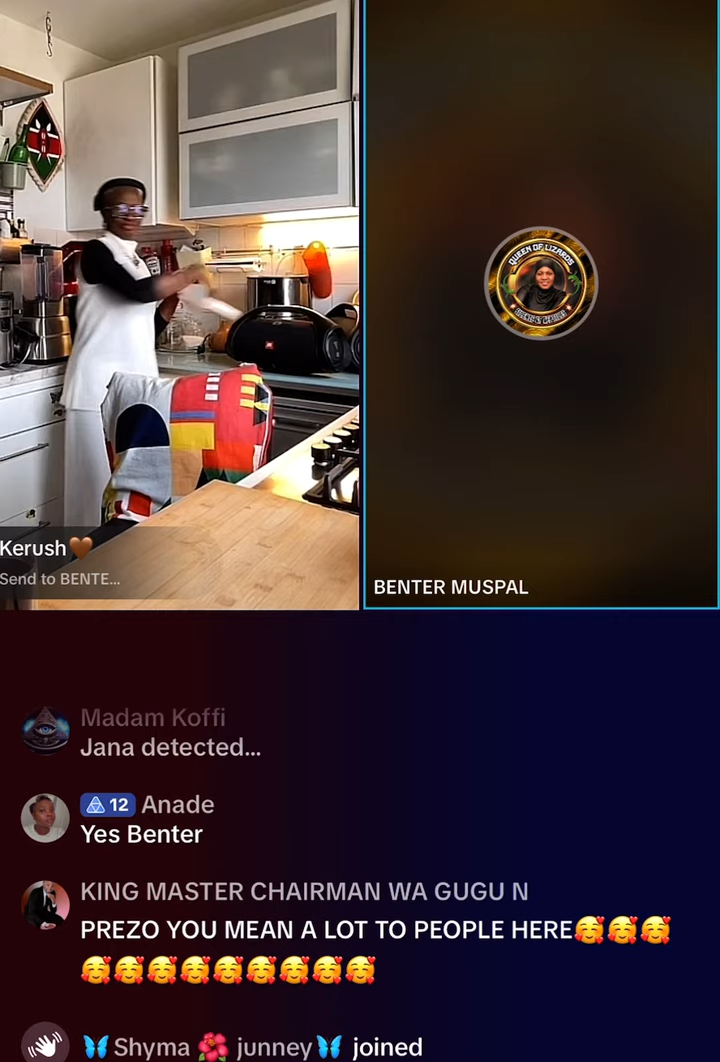 QUEEN OF LIZARDS
Kerush🧡
Send to BENTE...
BENTER MUSPAL
Madam Koffi
Jana detected...
12 Anade
Yes Benter
KING MASTER CHAIRMAN WA GUGU N
PREZO YOU MEAN A LOT TO PEOPLE HERE🥰🥰🥰
🥰🥰🥰🥰🥰🥰🥰🥰🥰
🦋Shyma🌺junney🦋 joined